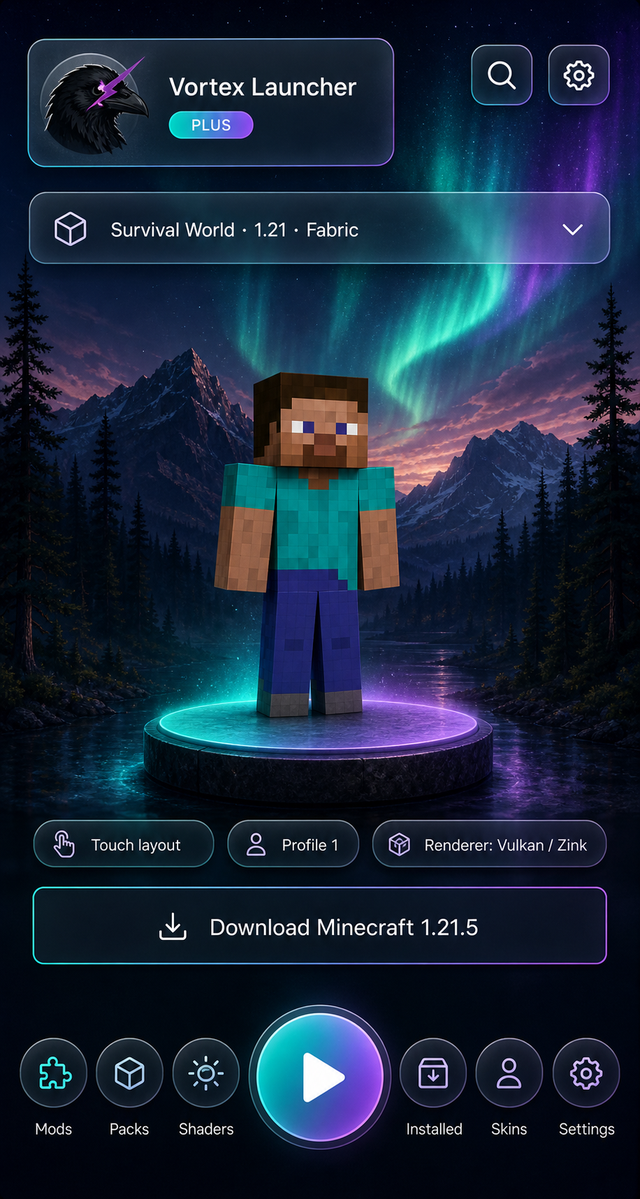 Vortex Launcher
PLUS
Survival World · 1.21 · Fabric
Touch layout
Profile 1
Renderer: Vulkan / Zink
Download Minecraft 1.21.5
Mods
Packs
Shaders
Installed
Skins
Settings